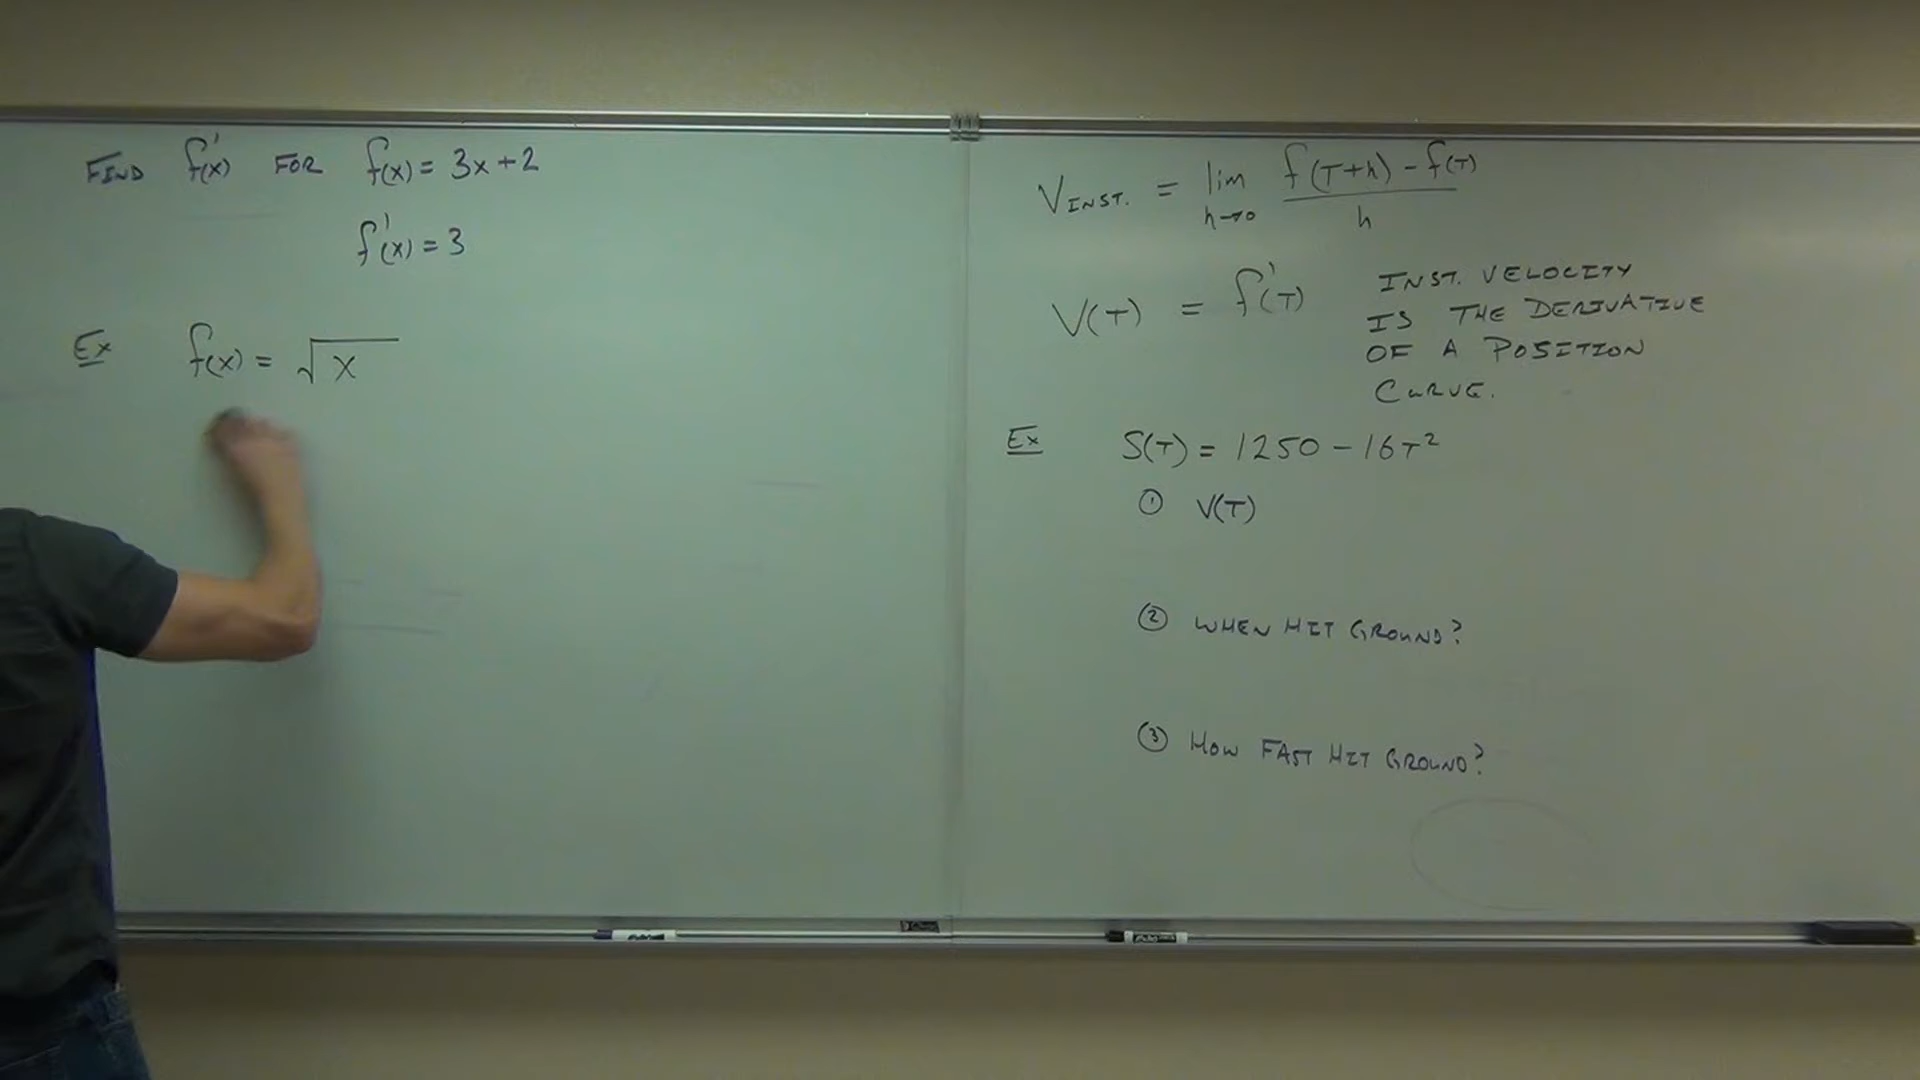 FIND f'(x) FOR f(x) = 3x + 2
f'(x) = 3
Ex f(x) = √x
V INST. = lim h→0 f(T+h) - f(T) / h
V(T) = f'(T)
INST. VELOCITY
IS THE DERIVATIVE
OF A POSITION
CURVE.
Ex S(T) = 1250 - 16T²
① V(T)
② WHEN HIT GROUND?
③ HOW FAST HIT GROUND?